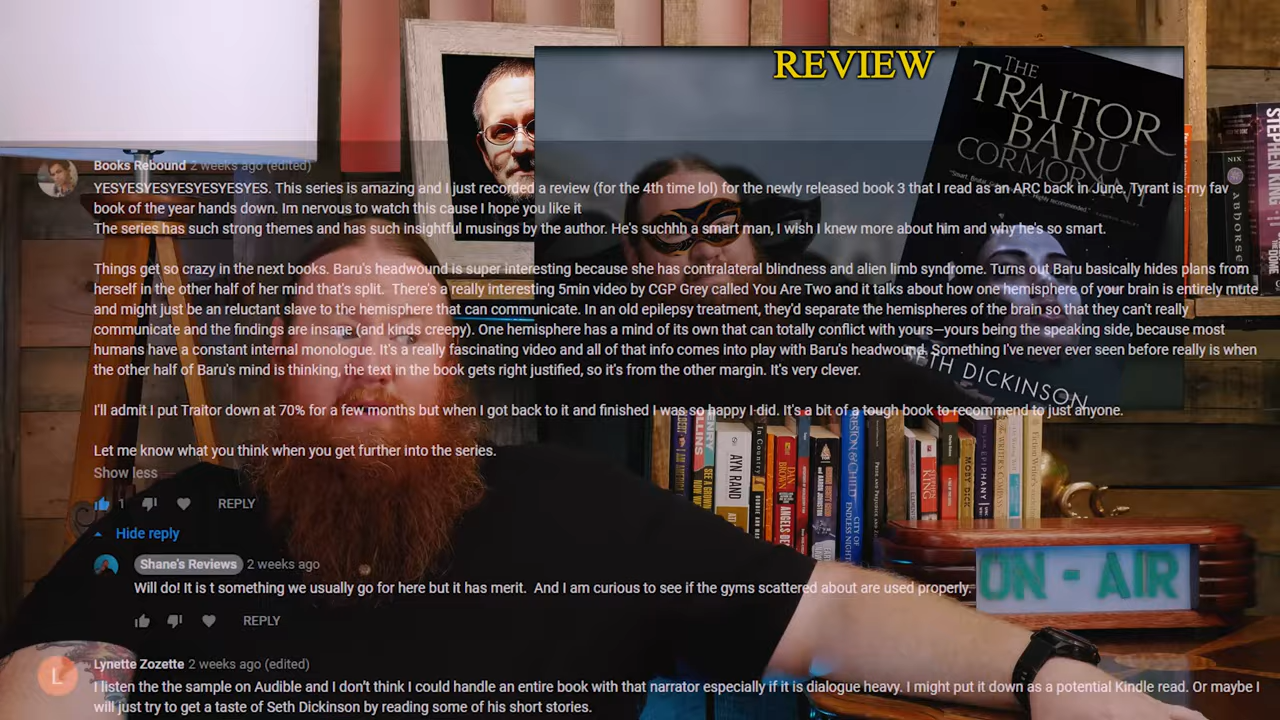 REVIEW
THE
TRAITOR
BARU
CORMORANT
"Smart. Brutal.
Highly recommended."
SETH DICKINSON
STEPHEN KING
NIX
Books Rebound 2 weeks ago (edited)
YESYESYESYESYESYESYES. This series is amazing and I just recorded a review (for the 4th time lol) for the newly released book 3 that I read as an ARC back in June, Tyrant is my fav
book of the year hands down. Im nervous to watch this cause I hope you like it
The series has such strong themes and has such insightful musings by the author. He's suchhh a smart man, I wish I knew more about him and why he's so smart.
Things get so crazy in the next books. Baru's headwound is super interesting because she has contralateral blindness and alien limb syndrome. Turns out Baru basically hides plans from
herself in the other half of her mind that's split.  There's a really interesting 5min video by CGP Grey called You Are Two and it talks about how one hemisphere of your brain is entirely mute
and might just be an reluctant slave to the hemisphere that can communicate. In an old epilepsy treatment, they'd separate the hemispheres of the brain so that they can't really
communicate and the findings are insane (and kinds creepy). One hemisphere has a mind of its own that can totally conflict with yours—yours being the speaking side, because most
humans have a constant internal monologue. It's a really fascinating video and all of that info comes into play with Baru's headwound. Something I've never ever seen before really is when
the other half of Baru's mind is thinking, the text in the book gets right justified, so it's from the other margin. It's very clever.
I'll admit I put Traitor down at 70% for a few months but when I got back to it and finished I was so happy I did. It's a bit of a tough book to recommend to just anyone.
Let me know what you think when you get further into the series.
Show less
1 REPLY
Hide reply
Shane's Reviews 2 weeks ago
Will do! It is t something we usually go for here but it has merit.  And I am curious to see if the gyms scattered about are used properly.
REPLY
L
Lynette Zozette 2 weeks ago (edited)
I listen the the sample on Audible and I don't think I could handle an entire book with that narrator especially if it is dialogue heavy. I might put it down as a potential Kindle read. Or maybe I
will just try to get a taste of Seth Dickinson by reading some of his short stories.
AYN RAND
DAN BROWN
ANGELS
PRESTON & CHILD
CITY OF ENDLESS NIGHT
STEPHEN KING
MOBY DICK
EPIPHANY
ON-AIR